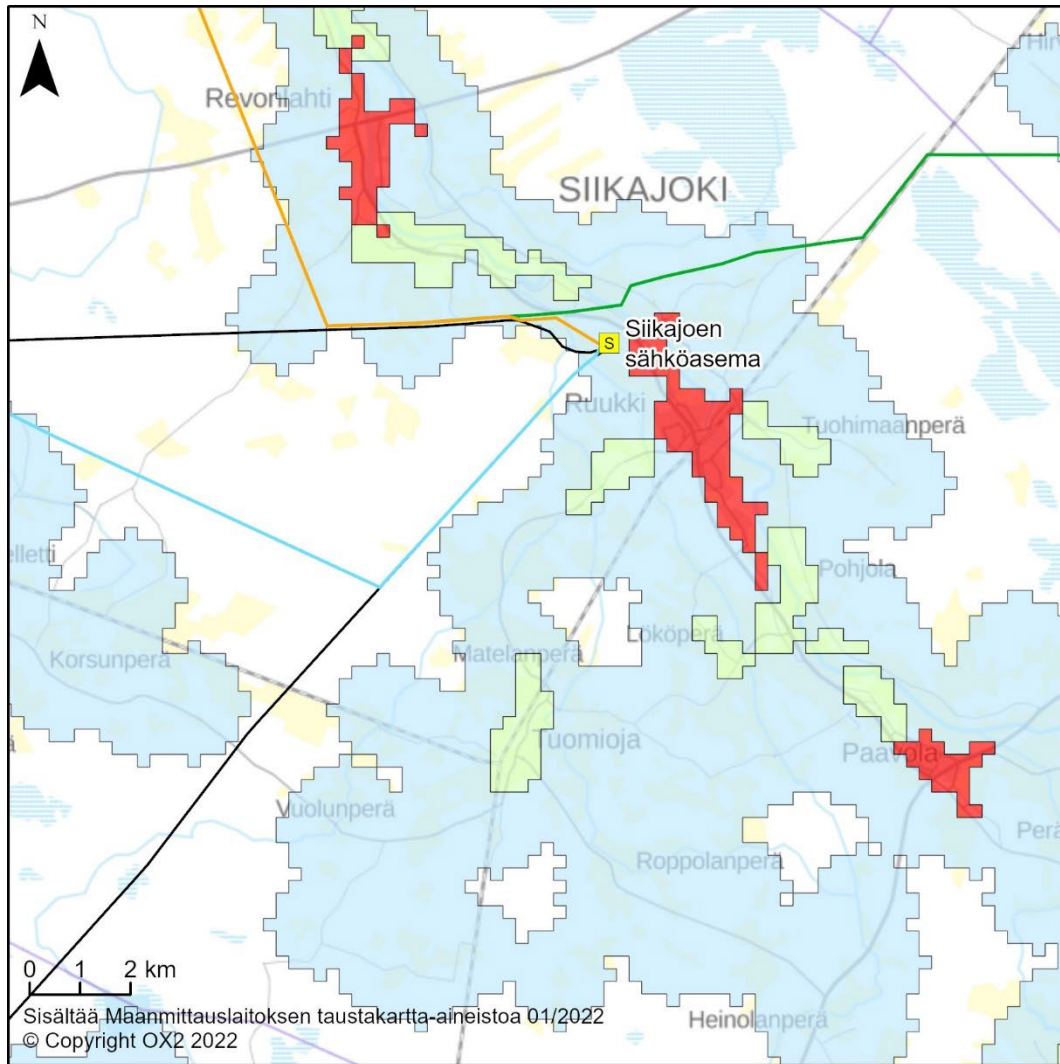 N
Revonlahti
SIIKAJOKI
S
Siikajoen
sähköasema
Ruukki
Tuohimaanperä
Pohjola
Lököperä
Matelanperä
Korsunperä
Tuomioja
Paavola
Vuolunperä
Roppolanperä
0 1 2 km
Sisältää Maanmittauslaitoksen taustakartta-aineistoa 01/2022
© Copyright OX2 2022
Heinolanperä